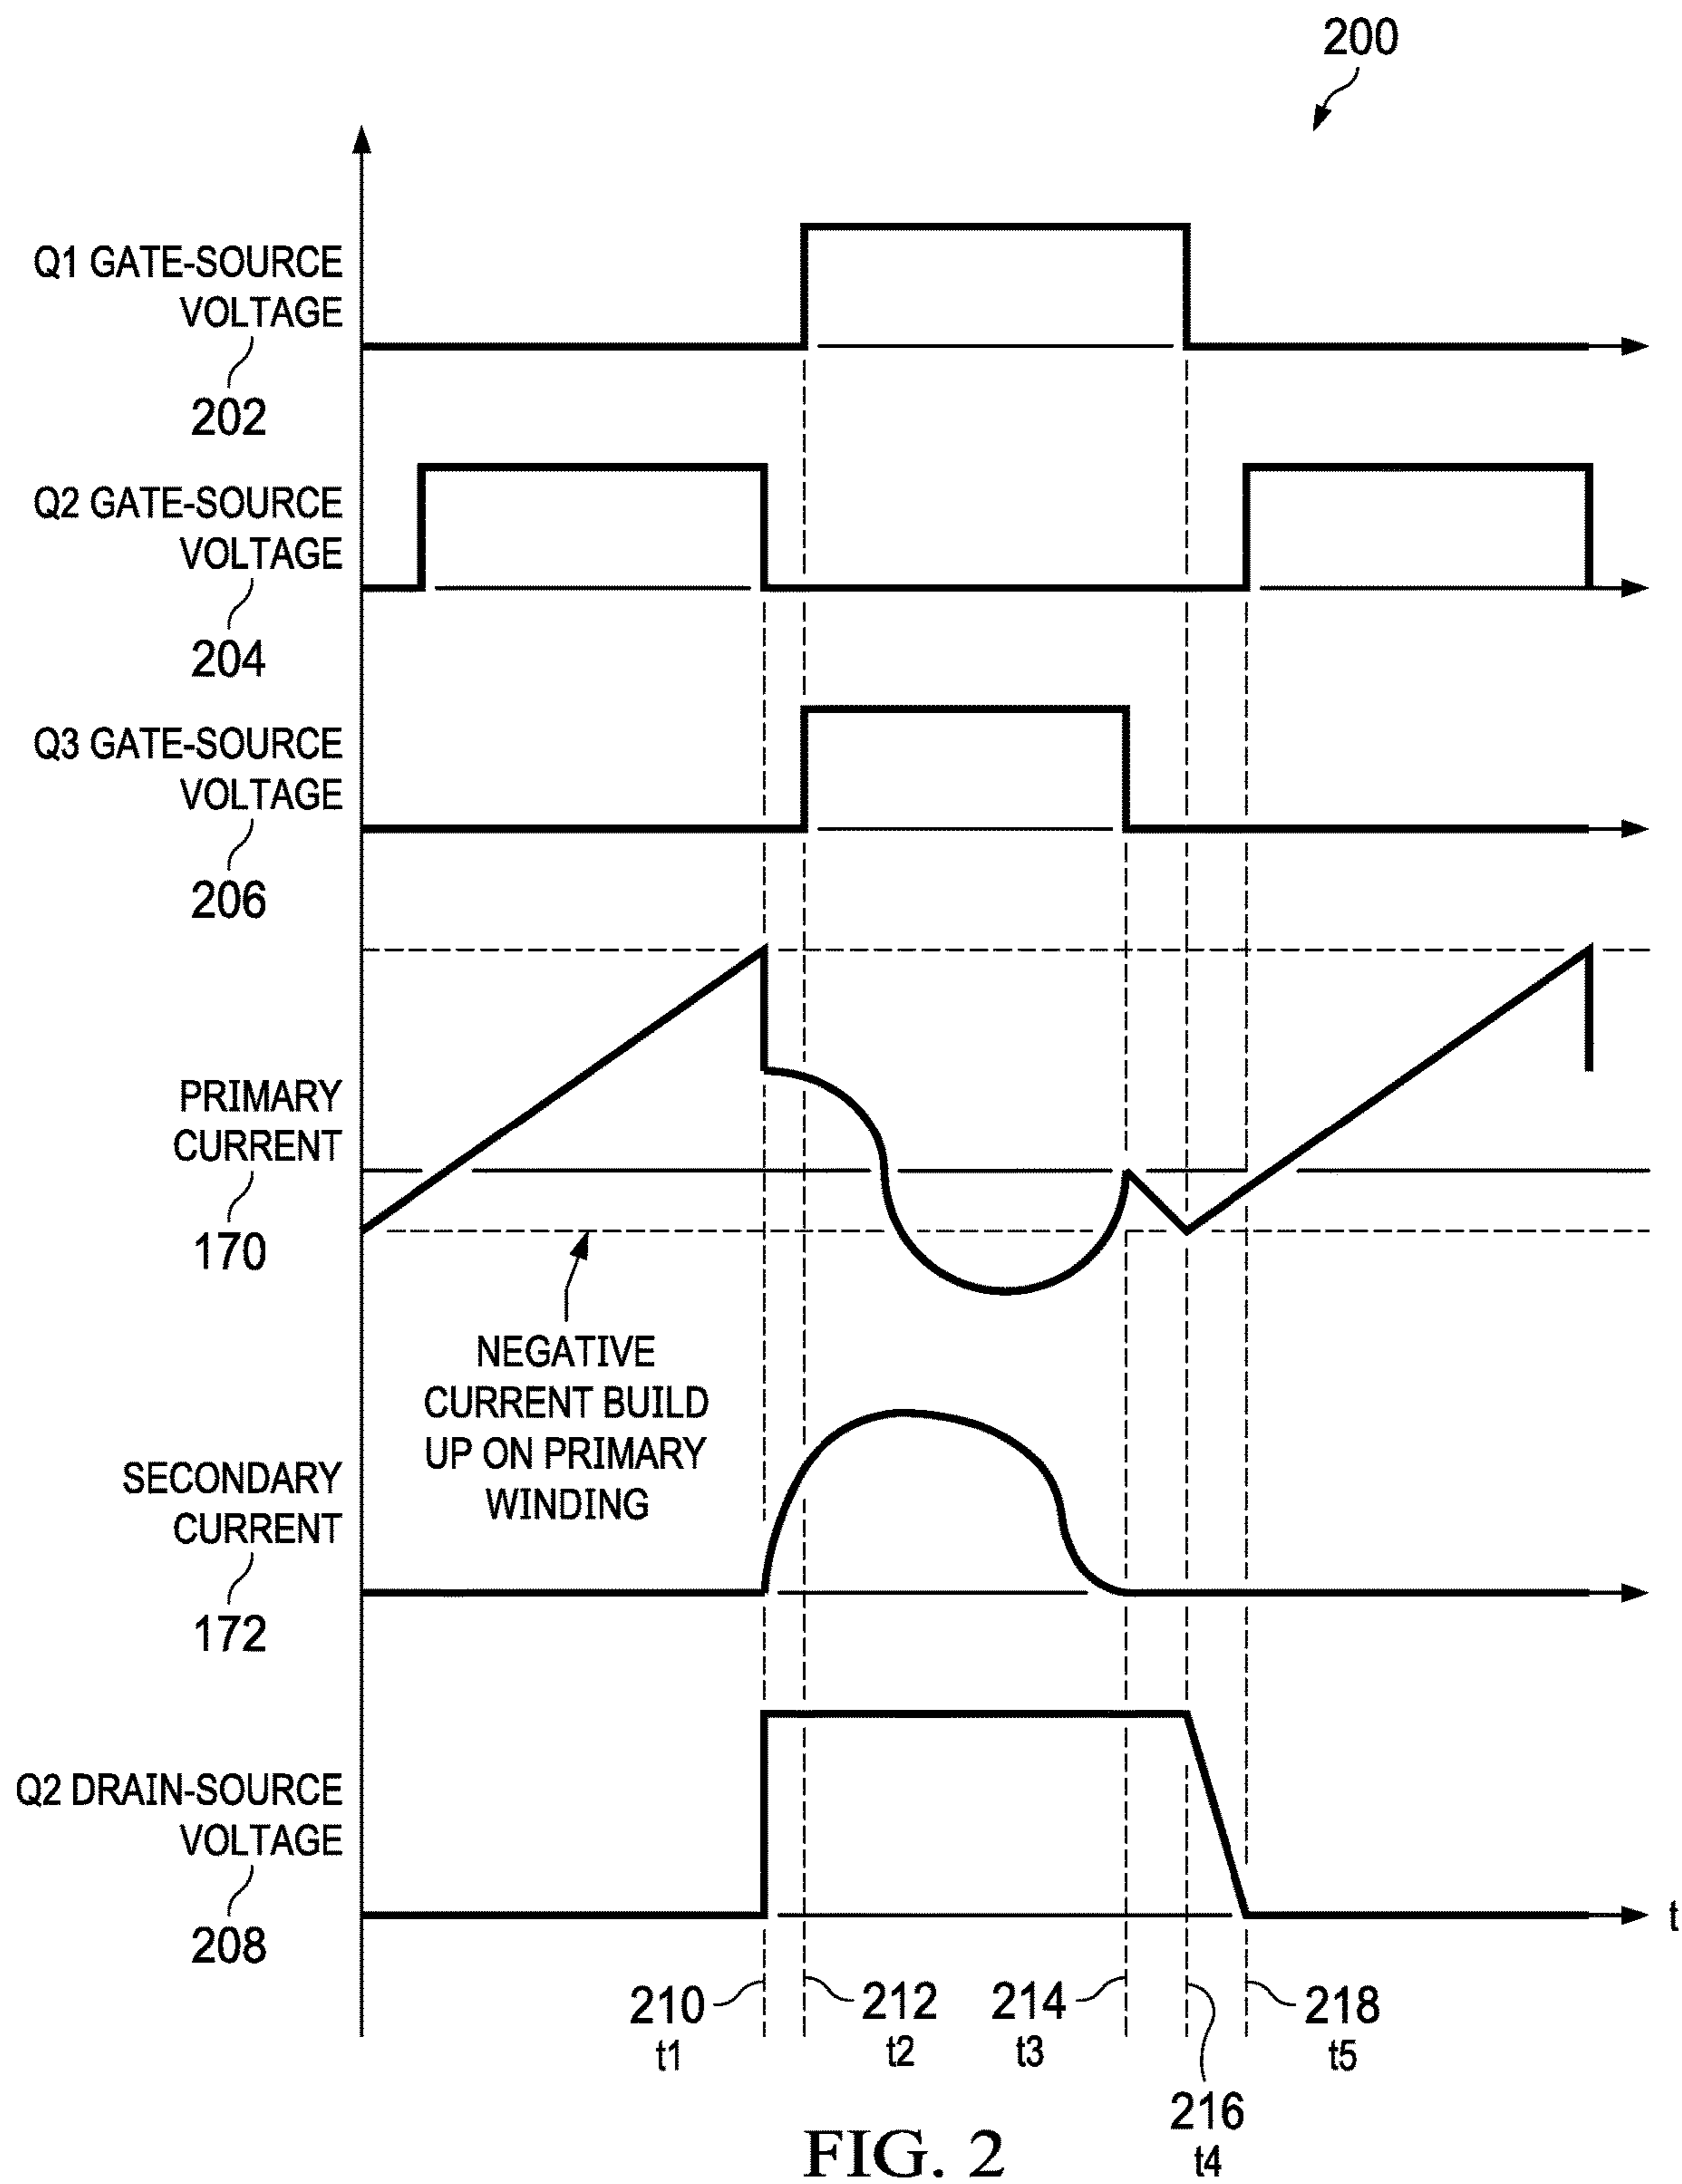 200
Q1 GATE-SOURCE
VOLTAGE
202
Q2 GATE-SOURCE
VOLTAGE
204
Q3 GATE-SOURCE
VOLTAGE
206
PRIMARY
CURRENT
170
NEGATIVE
CURRENT BUILD
UP ON PRIMARY
WINDING
SECONDARY
CURRENT
172
Q2 DRAIN-SOURCE
VOLTAGE
208
t
210
t1
212
t2
214
t3
216
t4
218
t5
FIG. 2